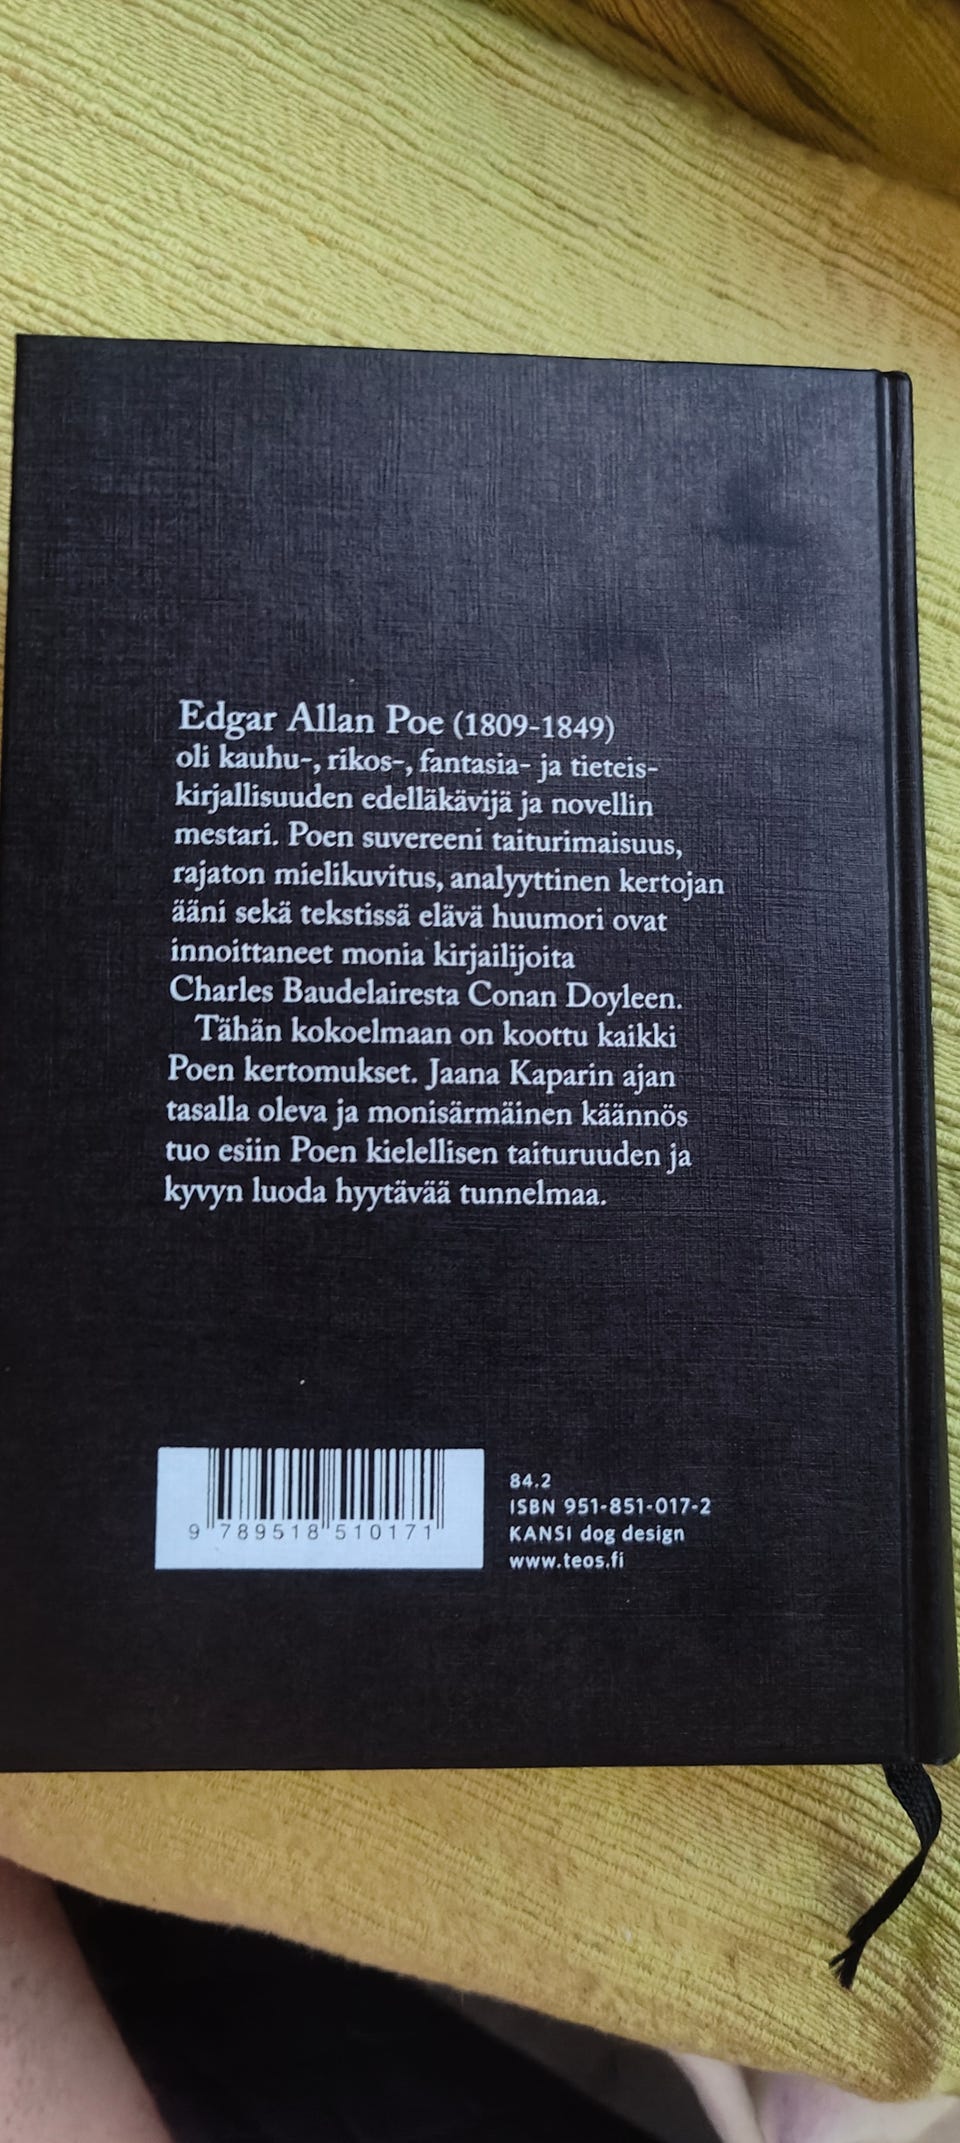 Edgar Allan Poe (1809-1849)
oli kauhu-, rikos-, fantasia- ja tieteis-
kirjallisuuden edelläkävijä ja novellin
mestari. Poen suvereeni taiturimaisuus,
rajaton mielikuvitus, analyyttinen kertojan
ääni sekä tekstissä elävä huumori ovat
innoittaneet monia kirjailijoita
Charles Baudelairesta Conan Doyleen.
Tähän kokoelmaan on koottu kaikki
Poen kertomukset. Jaana Kaparin ajan
tasalla oleva ja monisärmäinen käännös
tuo esiin Poen kielellisen taituruuden ja
kyvyn luoda hyytävää tunnelmaa.
9 789518 510171
84.2
ISBN 951-851-017-2
KANSI dog design
www.teos.fi